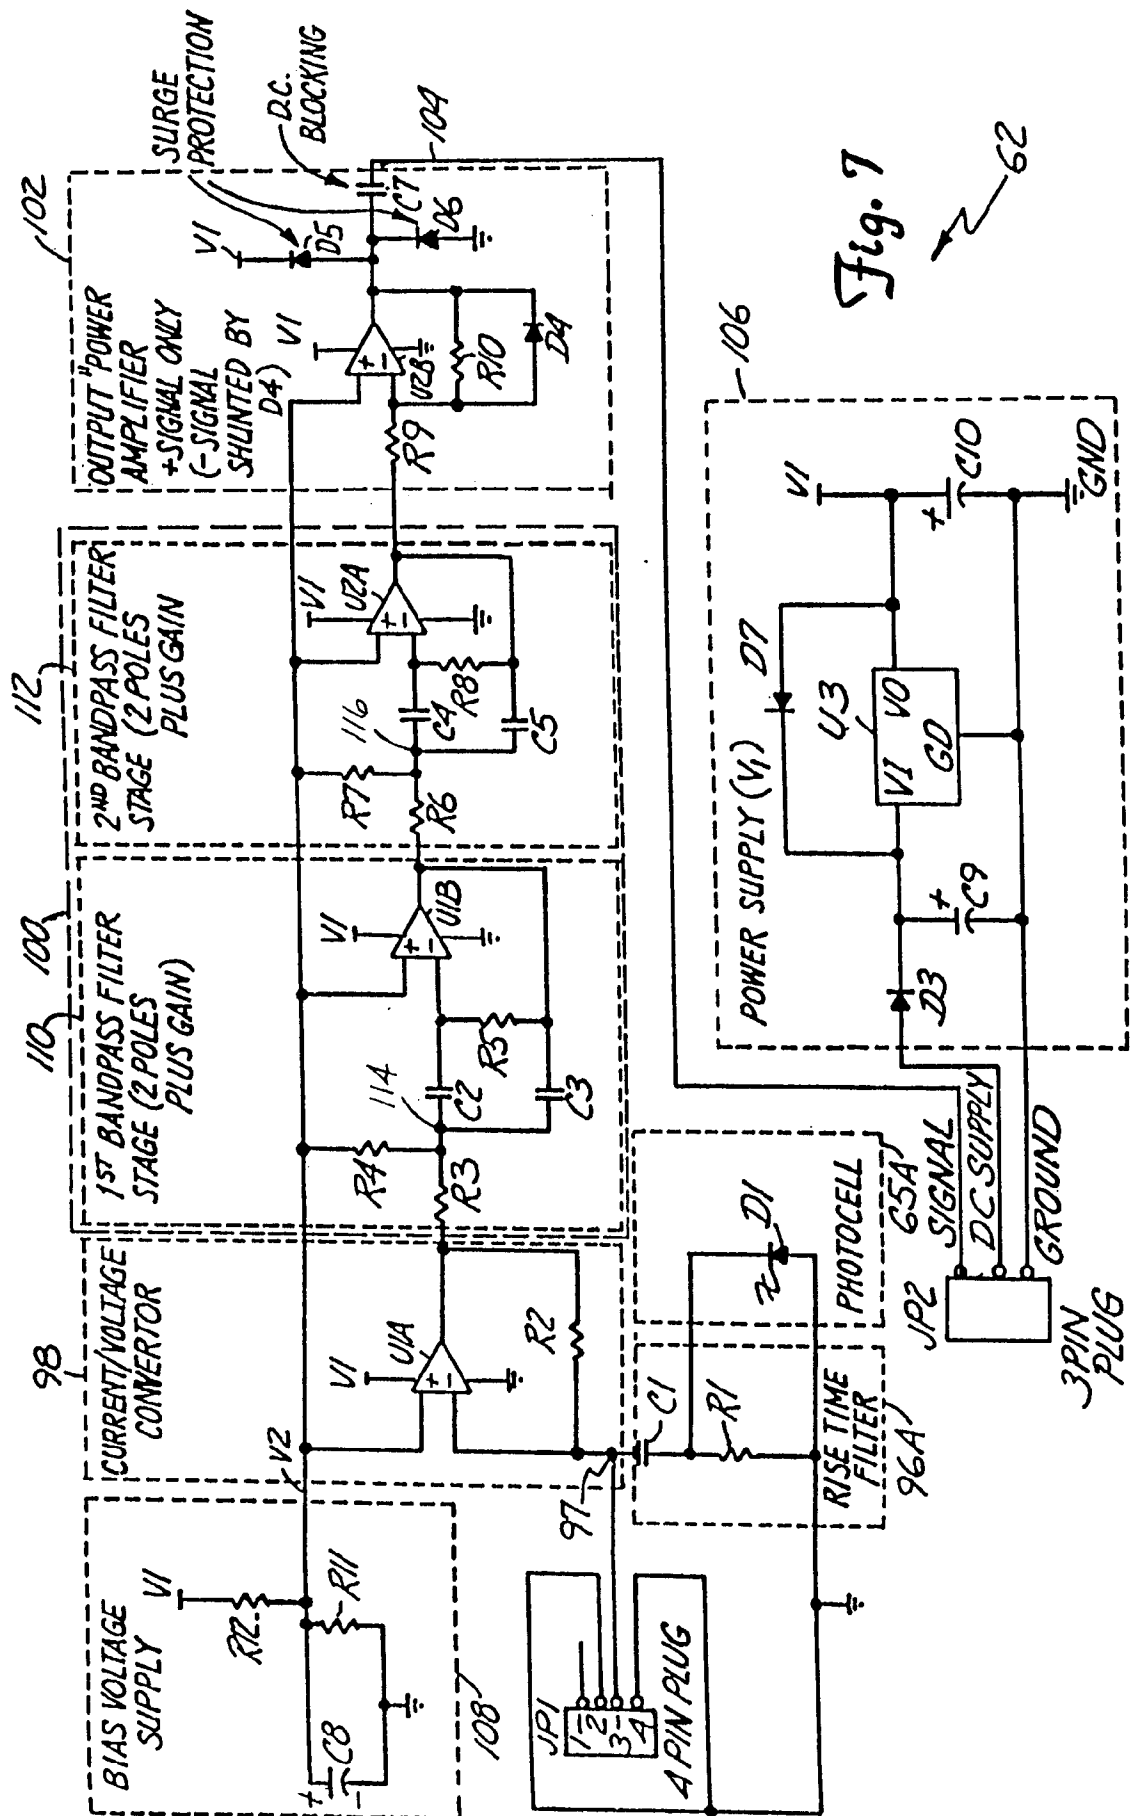 BIAS VOLTAGE
SUPPLY
V1
R12
R11
C8
+
-
108
98
CURRENT/VOLTAGE
CONVERTOR
V2
V1
U1A
+
-
R2
97
100
110
1ST BANDPASS FILTER
STAGE (2 POLES
PLUS GAIN)
R4
114
R3
C2
R5
C3
V1
U1B
+
-
112
2ND BANDPASS FILTER
STAGE (2 POLES
PLUS GAIN
R7
116
R6
C4
R8
C5
V1
U2A
+
-
102
OUTPUT "POWER
AMPLIFIER
+SIGNAL ONLY
(-SIGNAL
SHUNTED BY
D4)
V1
U2B
+
-
R9
R10
D4
V1
D5
D6
C7
SURGE
PROTECTION
D.C.
BLOCKING
104
JP1
1
2
3
4
4 PIN PLUG
C1
R1
RISE TIME
FILTER
96A
D1
PHOTOCELL
65A
JP2
SIGNAL
DC SUPPLY
GROUND
3 PIN
PLUG
POWER SUPPLY (V1)
106
D3
C9
+
D7
U3
VI VO
GD
V1
+
C10
GND
Fig. 7
62